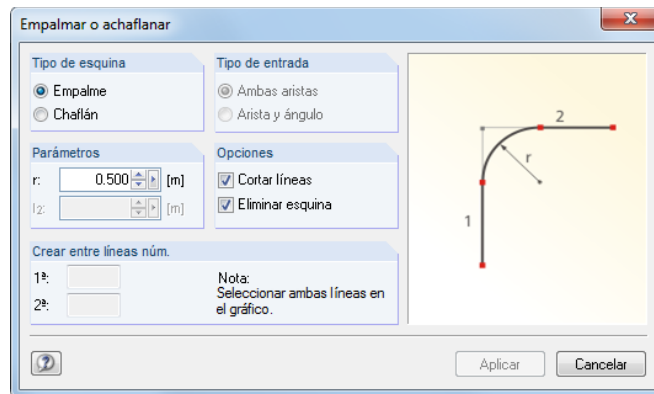 Empalmar o achaflanar
Tipo de esquina
Empalme
Chaflán
Tipo de entrada
Ambas aristas
Arista y ángulo
Parámetros
r: 0.500 [m]
l2: [m]
Opciones
Cortar líneas
Eliminar esquina
Crear entre líneas núm.
1ª:
2ª:
Nota:
Seleccionar ambas líneas en
el gráfico.
2
r
1
Aplicar
Cancelar